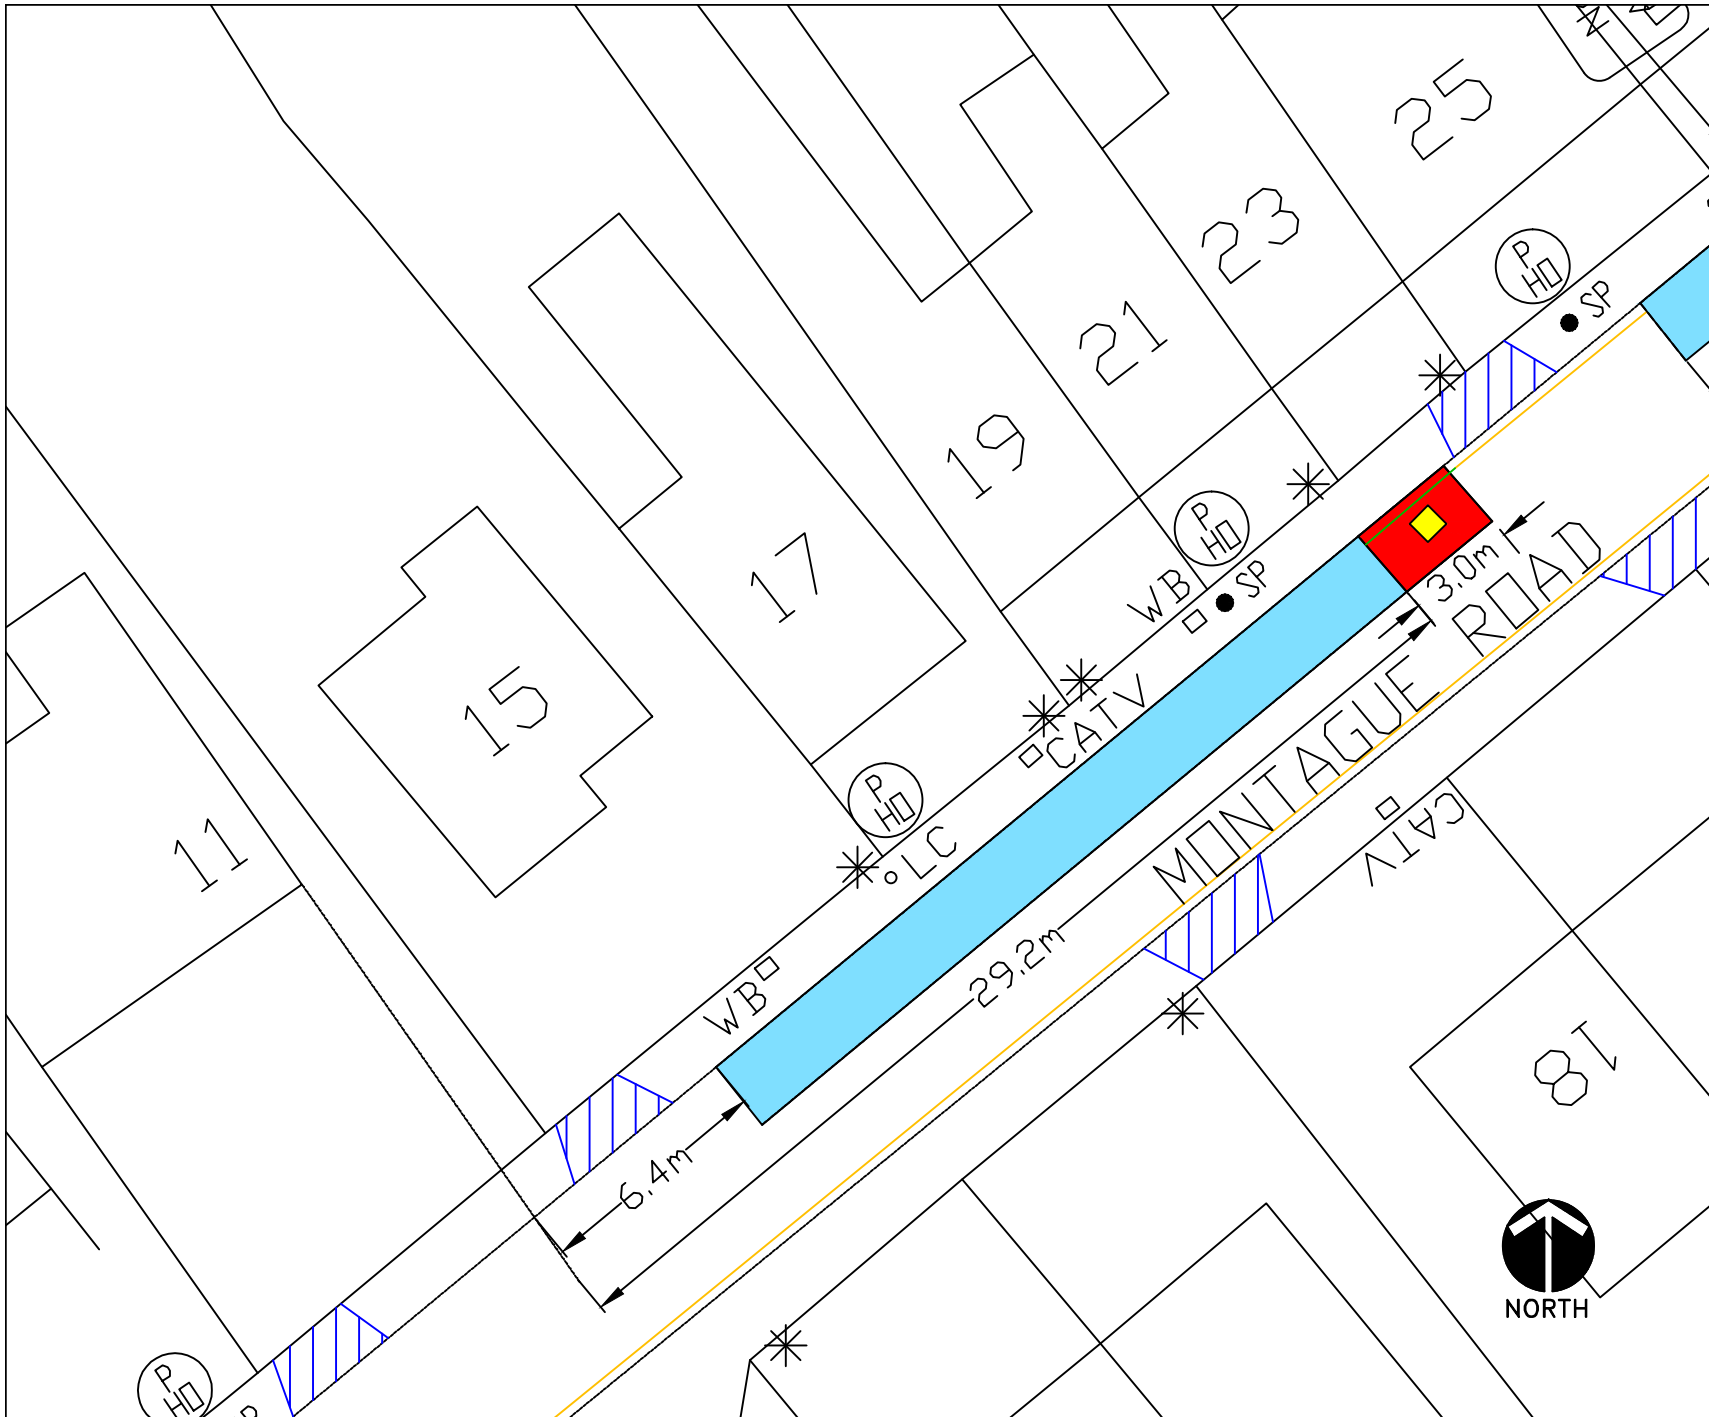 25
23
21
19
17
15
11
18
P
HD
SP
P
HD
WB
SP
CATV
P
HD
LC
WB
3.0m
MONTAGUE ROAD
CATV
29.2m
6.4m
P
HD
NORTH